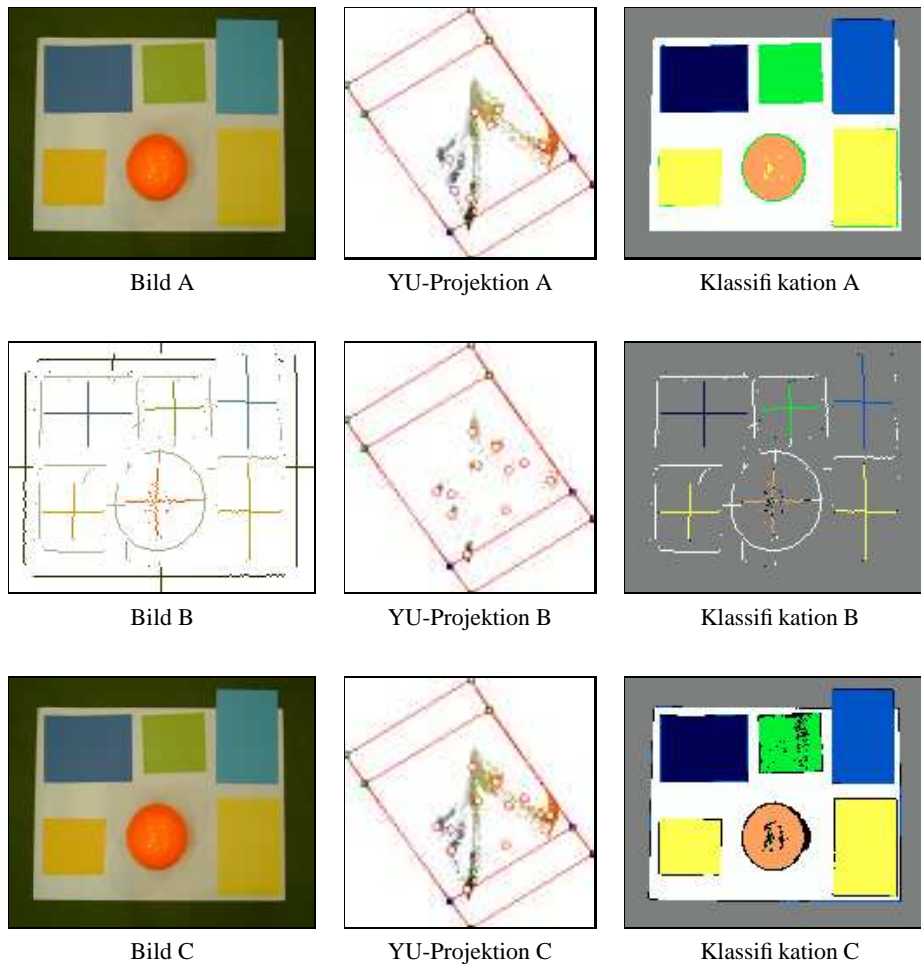 Bild A YU-Projektion A Klassifi kation A
Bild B YU-Projektion B Klassifi kation B
Bild C YU-Projektion C Klassifi kation C